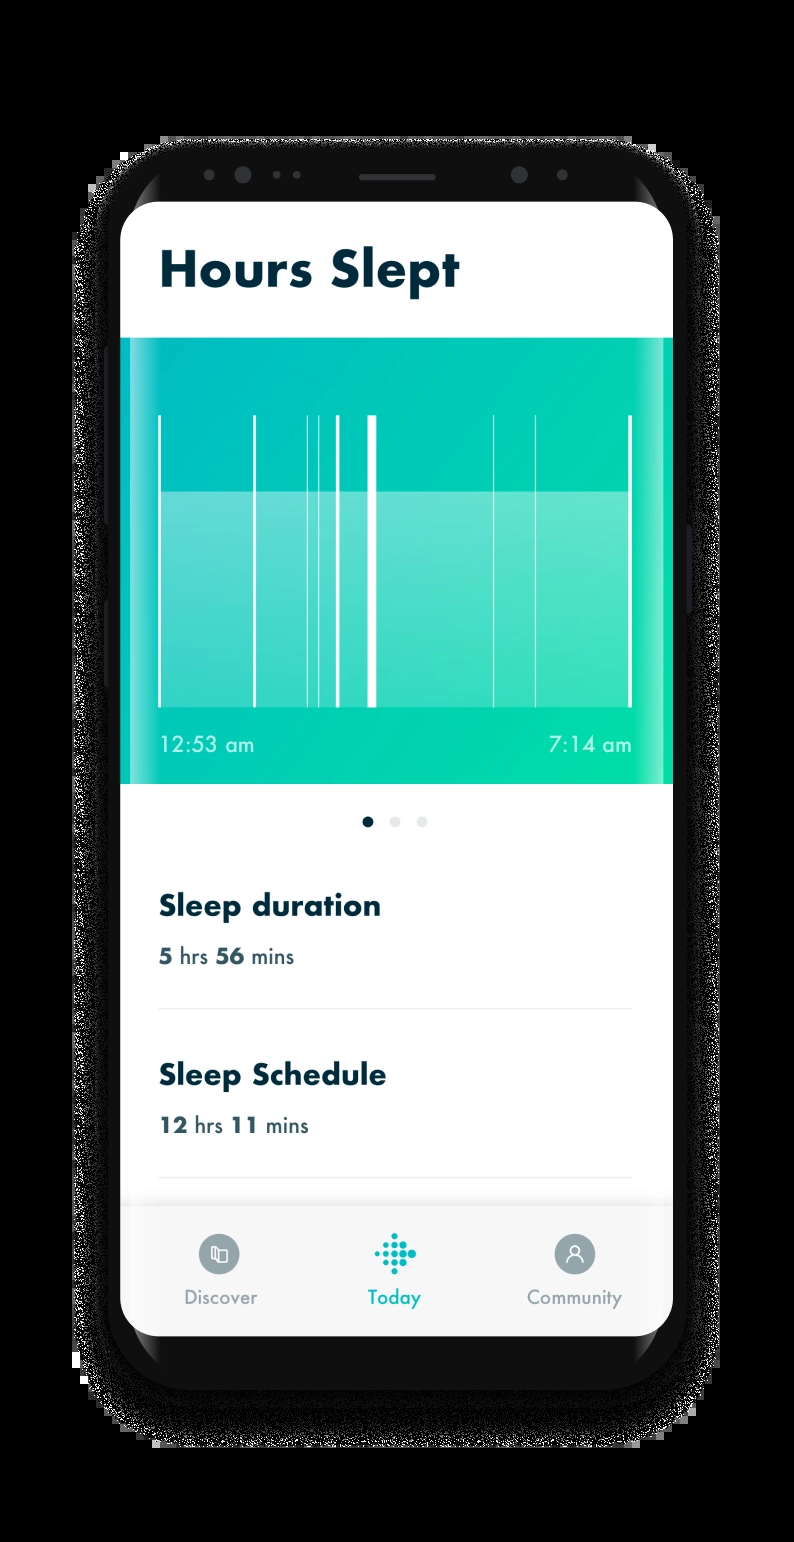 Hours Slept
12:53 am 7:14 am
Sleep duration
5 hrs 56 mins
Sleep Schedule
12 hrs 11 mins
Discover Today Community